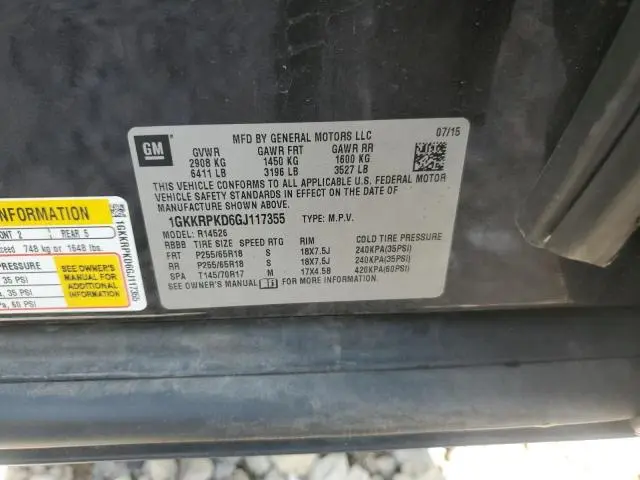 GM
MFD BY GENERAL MOTORS LLC
07/15
GVWR GAWR FRT GAWR RR
2908 KG 1450 KG 1600 KG
6411 LB 3196 LB 3527 LB
THIS VEHICLE CONFORMS TO ALL APPLICABLE U.S. FEDERAL MOTOR
VEHICLE SAFETY STANDARDS IN EFFECT ON THE DATE OF
MANUFACTURE SHOWN ABOVE.
1GKKRPKD6GJ117355 TYPE: M.P.V.
MODEL: R14526
RBBB TIRE SIZE SPEED RTG RIM COLD TIRE PRESSURE
FRT P255/65R18 S 18X7.5J 240KPA(35PSI)
RR P255/65R18 S 18X7.5J 240KPA(35PSI)
SPA T145/70R17 M 17X4.5B 420KPA(60PSI)
SEE OWNER'S MANUAL FOR MORE INFORMATION.
INFORMATION
ONT 2 REAR 5
ceed 748 kg or 1648 lbs.
PRESSURE
35 PSI
a, 35 PSI
a, 60 PSI
SEE OWNER'S
MANUAL FOR
ADDITIONAL
INFORMATION
1GKKRPKD6GJ117355